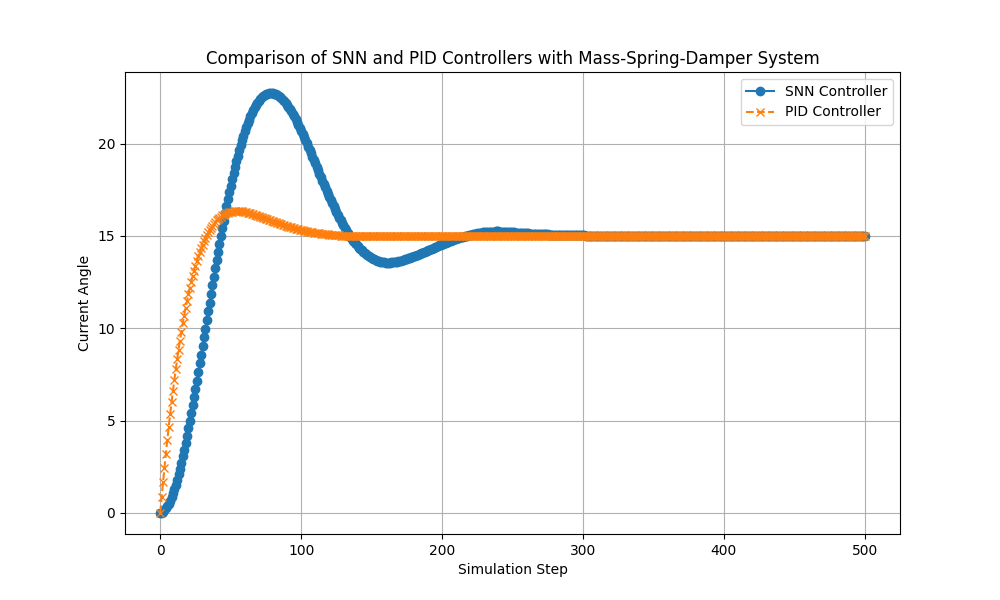 Comparison of SNN and PID Controllers with Mass-Spring-Damper System
SNN Controller
PID Controller
Current Angle
20
15
10
5
0
0 100 200 300 400 500
Simulation Step